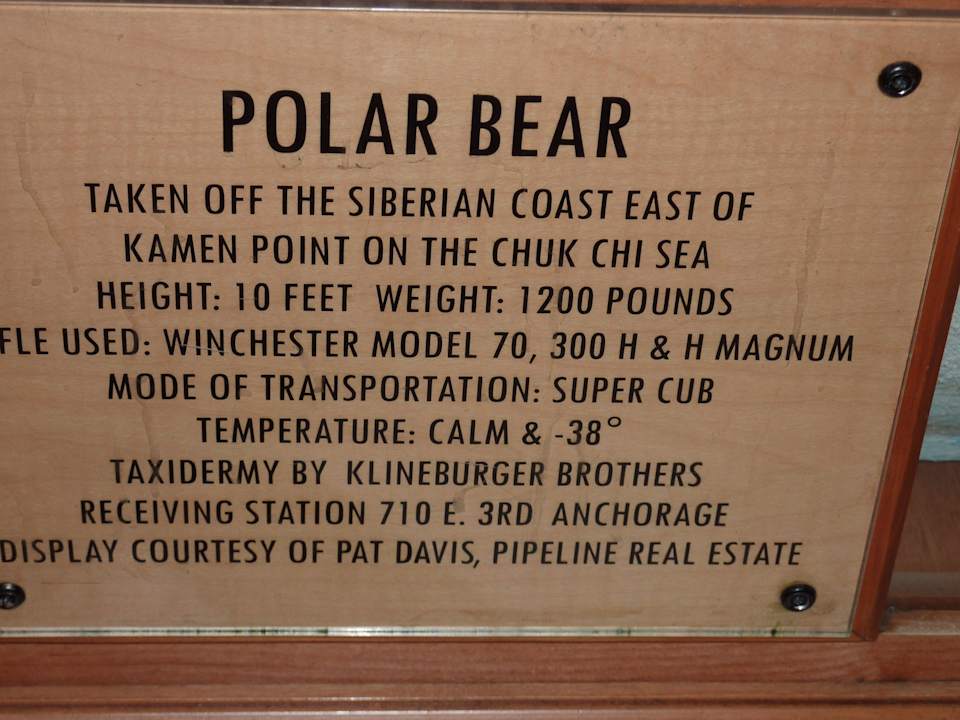 POLAR BEAR
TAKEN OFF THE SIBERIAN COAST EAST OF
KAMEN POINT ON THE CHUK CHI SEA
HEIGHT: 10 FEET WEIGHT: 1200 POUNDS
FLE USED: WINCHESTER MODEL 70, 300 H & H MAGNUM
MODE OF TRANSPORTATION: SUPER CUB
TEMPERATURE: CALM & -38°
TAXIDERMY BY KLINEBURGER BROTHERS
RECEIVING STATION 710 E. 3RD ANCHORAGE
DISPLAY COURTESY OF PAT DAVIS, PIPELINE REAL ESTATE